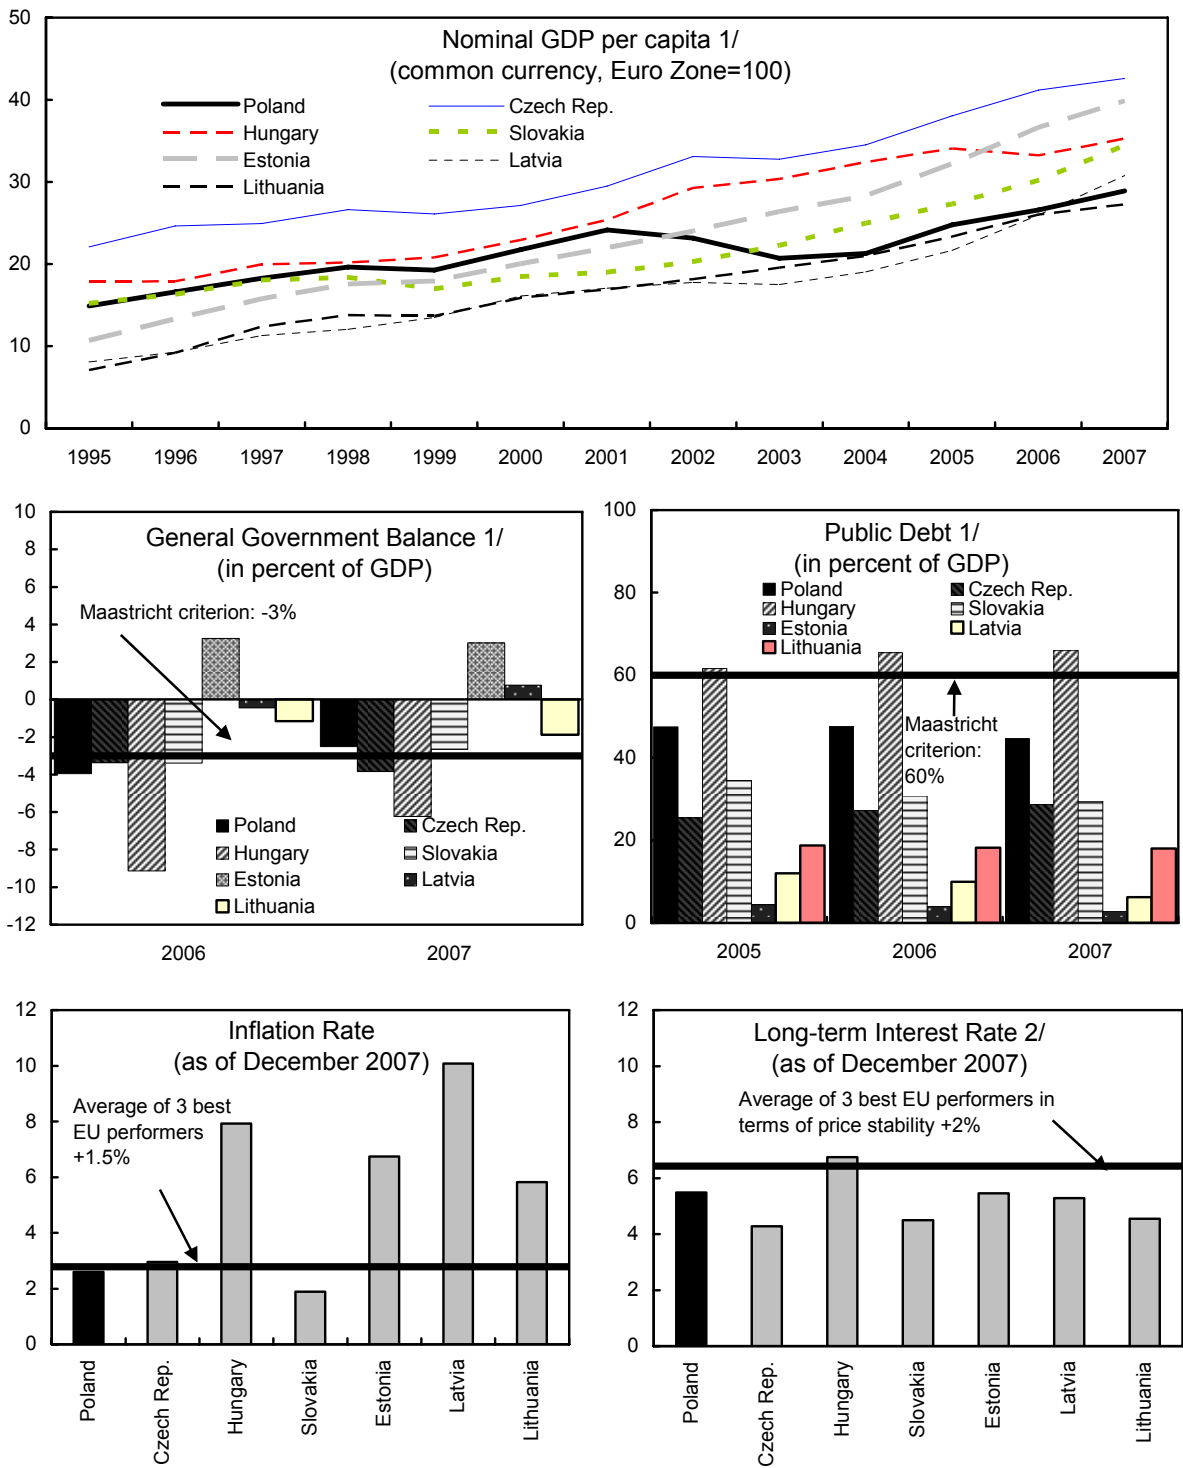 Nominal GDP per capita 1/
(common currency, Euro Zone=100)
Poland
Czech Rep.
Hungary
Slovakia
Estonia
Latvia
Lithuania
50
40
30
20
10
0
1995 1996 1997 1998 1999 2000 2001 2002 2003 2004 2005 2006 2007
General Government Balance 1/
(in percent of GDP)
Maastricht criterion: -3%
10
8
6
4
2
0
-2
-4
-6
-8
-10
-12
Poland
Czech Rep.
Hungary
Slovakia
Estonia
Latvia
Lithuania
2006 2007
Public Debt 1/
(in percent of GDP)
Poland
Czech Rep.
Hungary
Slovakia
Estonia
Latvia
Lithuania
100
80
60
40
20
0
Maastricht
criterion:
60%
2005 2006 2007
Inflation Rate
(as of December 2007)
Average of 3 best
EU performers
+1.5%
12
10
8
6
4
2
0
Poland
Czech Rep.
Hungary
Slovakia
Estonia
Latvia
Lithuania
Long-term Interest Rate 2/
(as of December 2007)
Average of 3 best EU performers in
terms of price stability +2%
12
10
8
6
4
2
0
Poland
Czech Rep.
Hungary
Slovakia
Estonia
Latvia
Lithuania